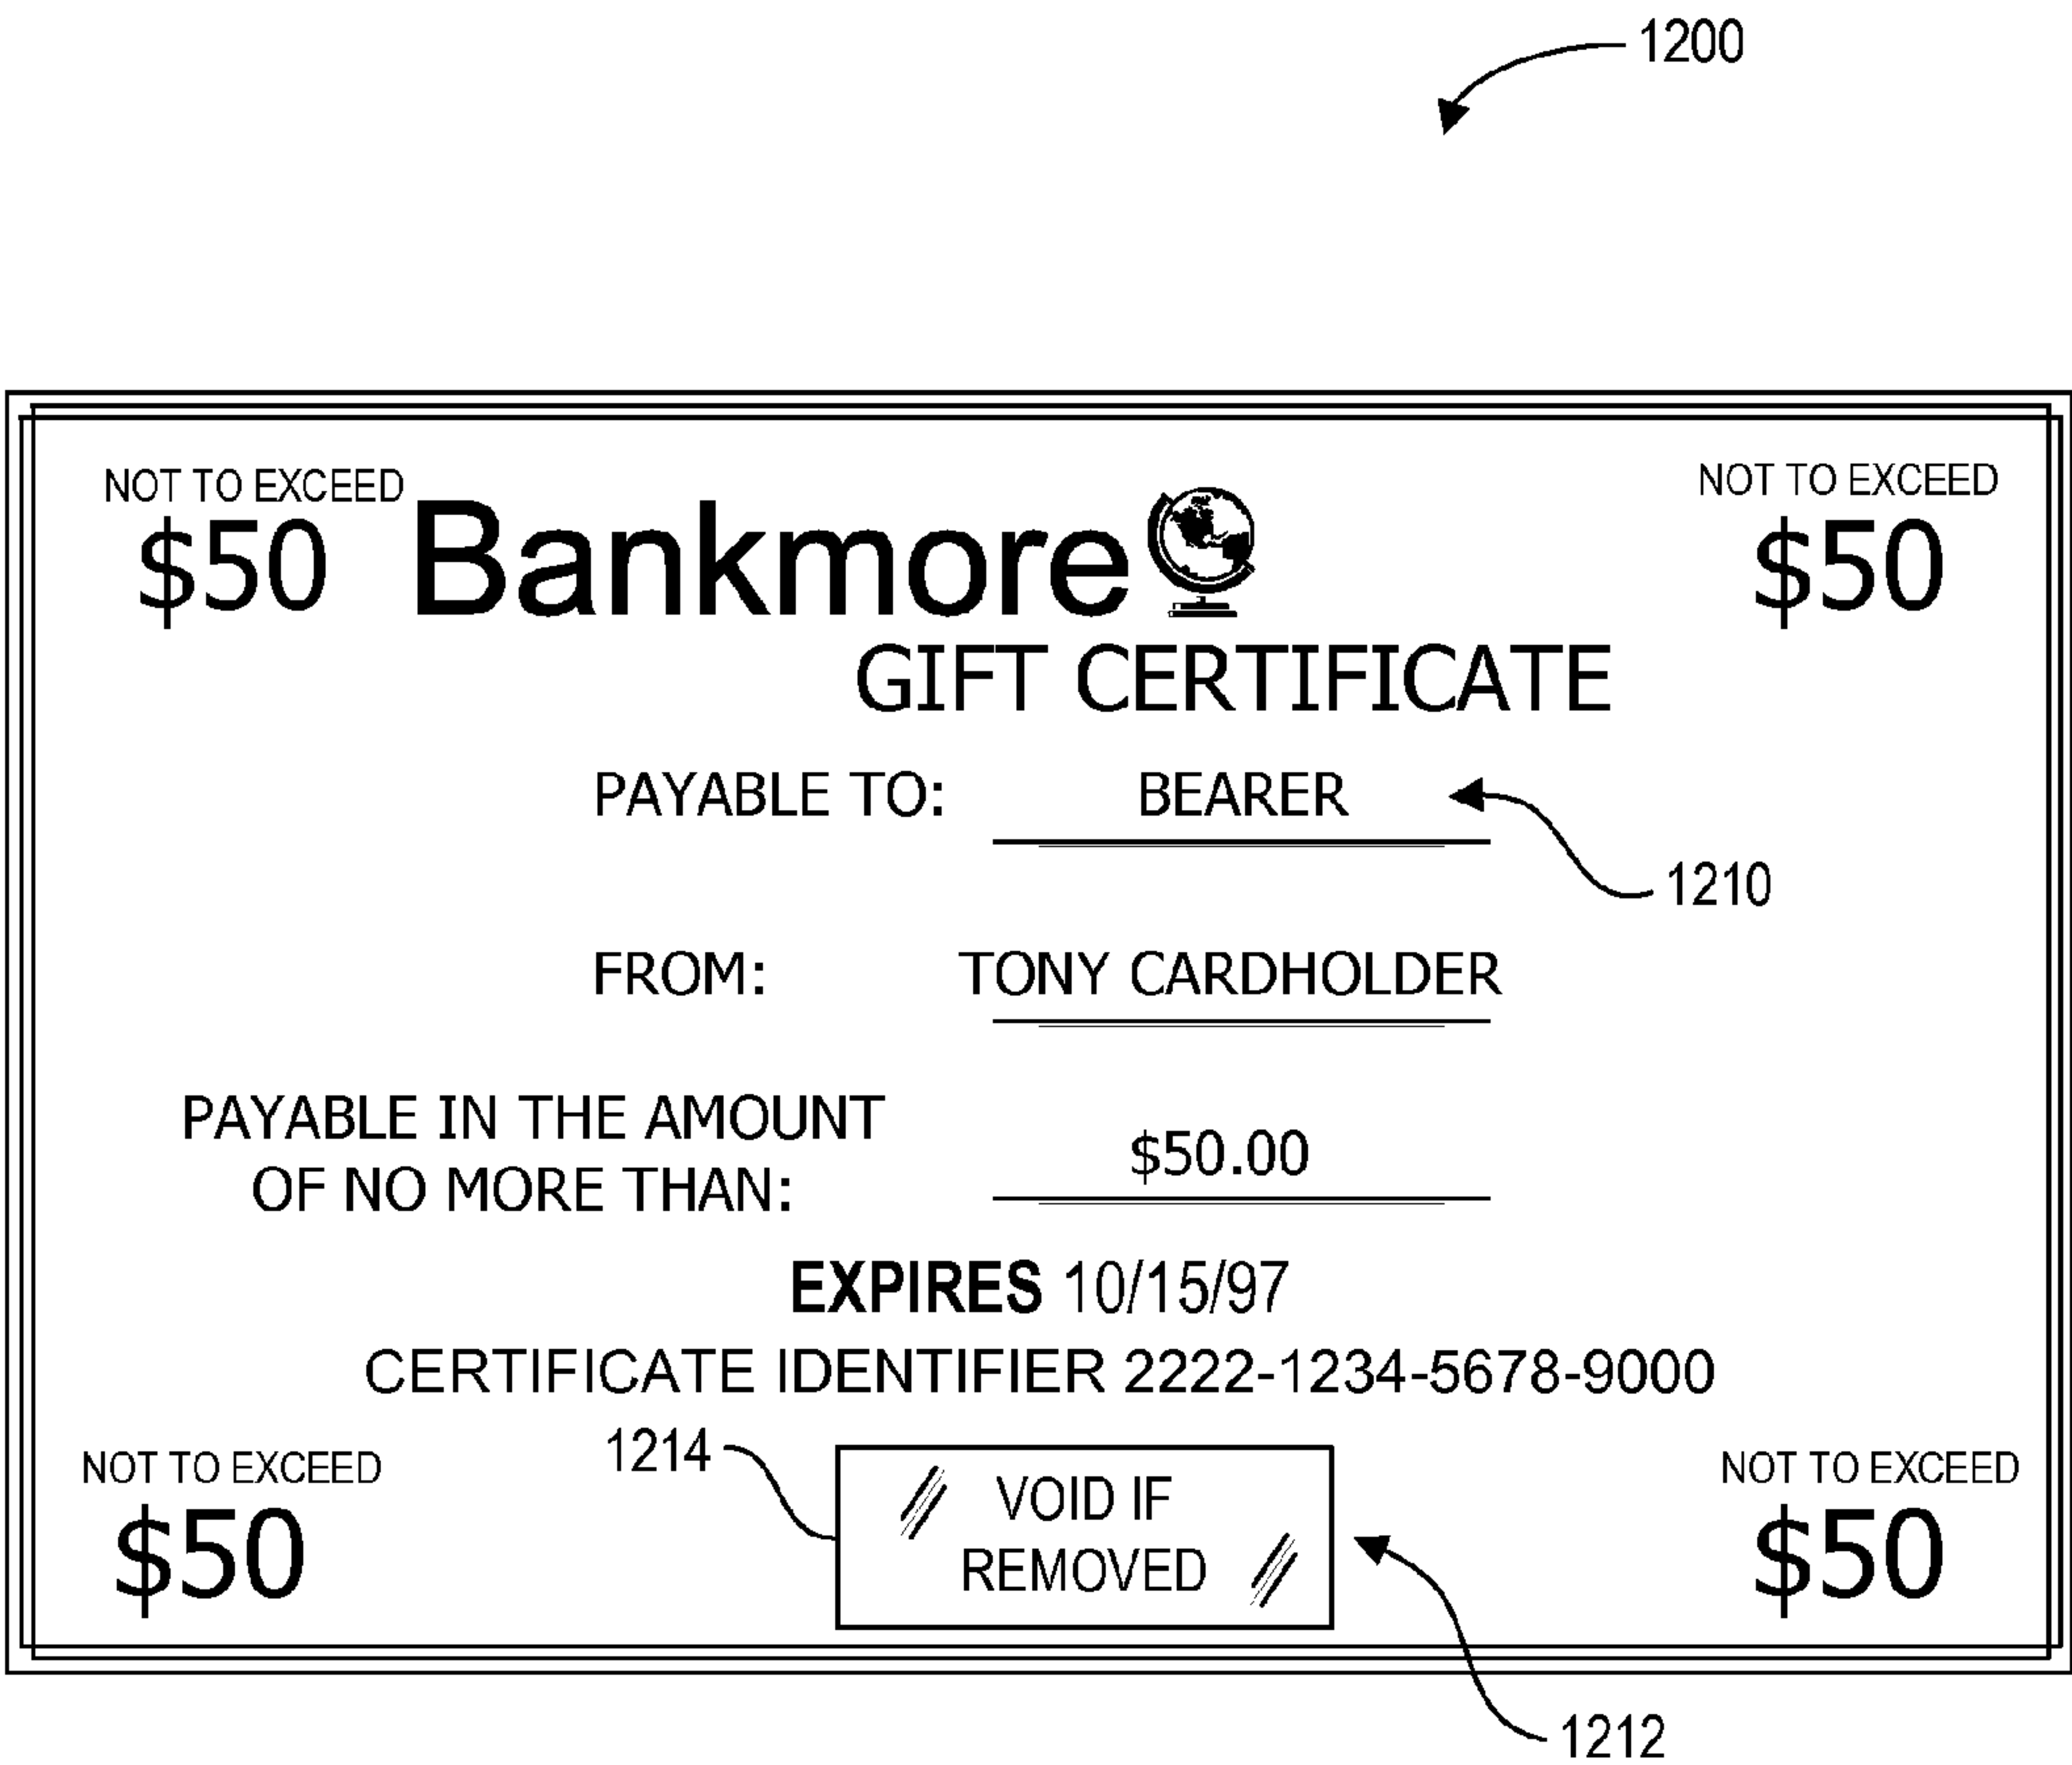 1200
NOT TO EXCEED
$50
Bankmore
NOT TO EXCEED
$50
GIFT CERTIFICATE
PAYABLE TO: BEARER
1210
FROM: TONY CARDHOLDER
PAYABLE IN THE AMOUNT
OF NO MORE THAN: $50.00
EXPIRES 10/15/97
CERTIFICATE IDENTIFIER 2222-1234-5678-9000
1214
NOT TO EXCEED
$50
VOID IF
REMOVED
NOT TO EXCEED
$50
1212